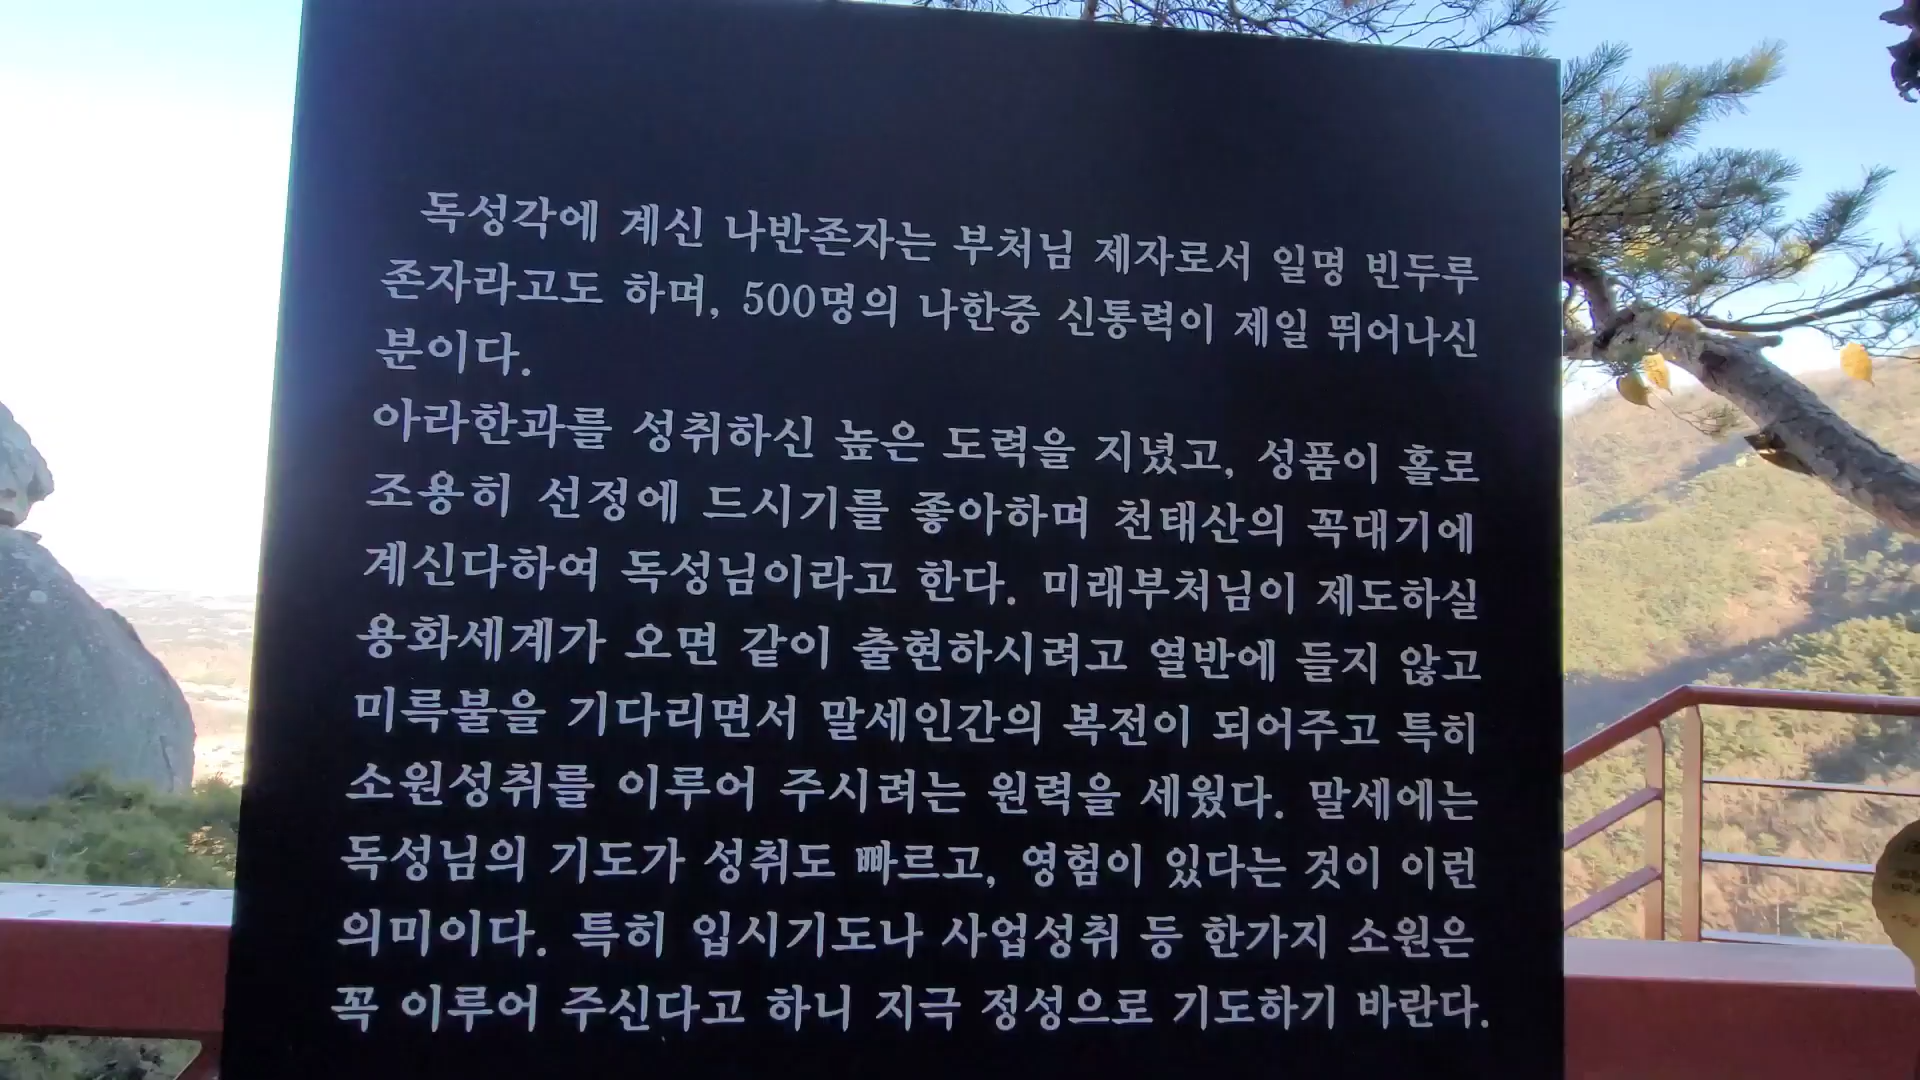 독성각에 계신 나반존자는 부처님 제자로서 일명 빈두루
존자라고도 하며, 500명의 나한중 신통력이 제일 뛰어나신
분이다.
아라한과를 성취하신 높은 도력을 지녔고, 성품이 홀로
조용히 선정에 드시기를 좋아하며 천태산의 꼭대기에
계신다하여 독성님이라고 한다. 미래부처님이 제도하실
용화세계가 오면 같이 출현하시려고 열반에 들지 않고
미륵불을 기다리면서 말세인간의 복전이 되어주고 특히
소원성취를 이루어 주시려는 원력을 세웠다. 말세에는
독성님의 기도가 성취도 빠르고, 영험이 있다는 것이 이런
의미이다. 특히 입시기도나 사업성취 등 한가지 소원은
꼭 이루어 주신다고 하니 지극 정성으로 기도하기 바란다.